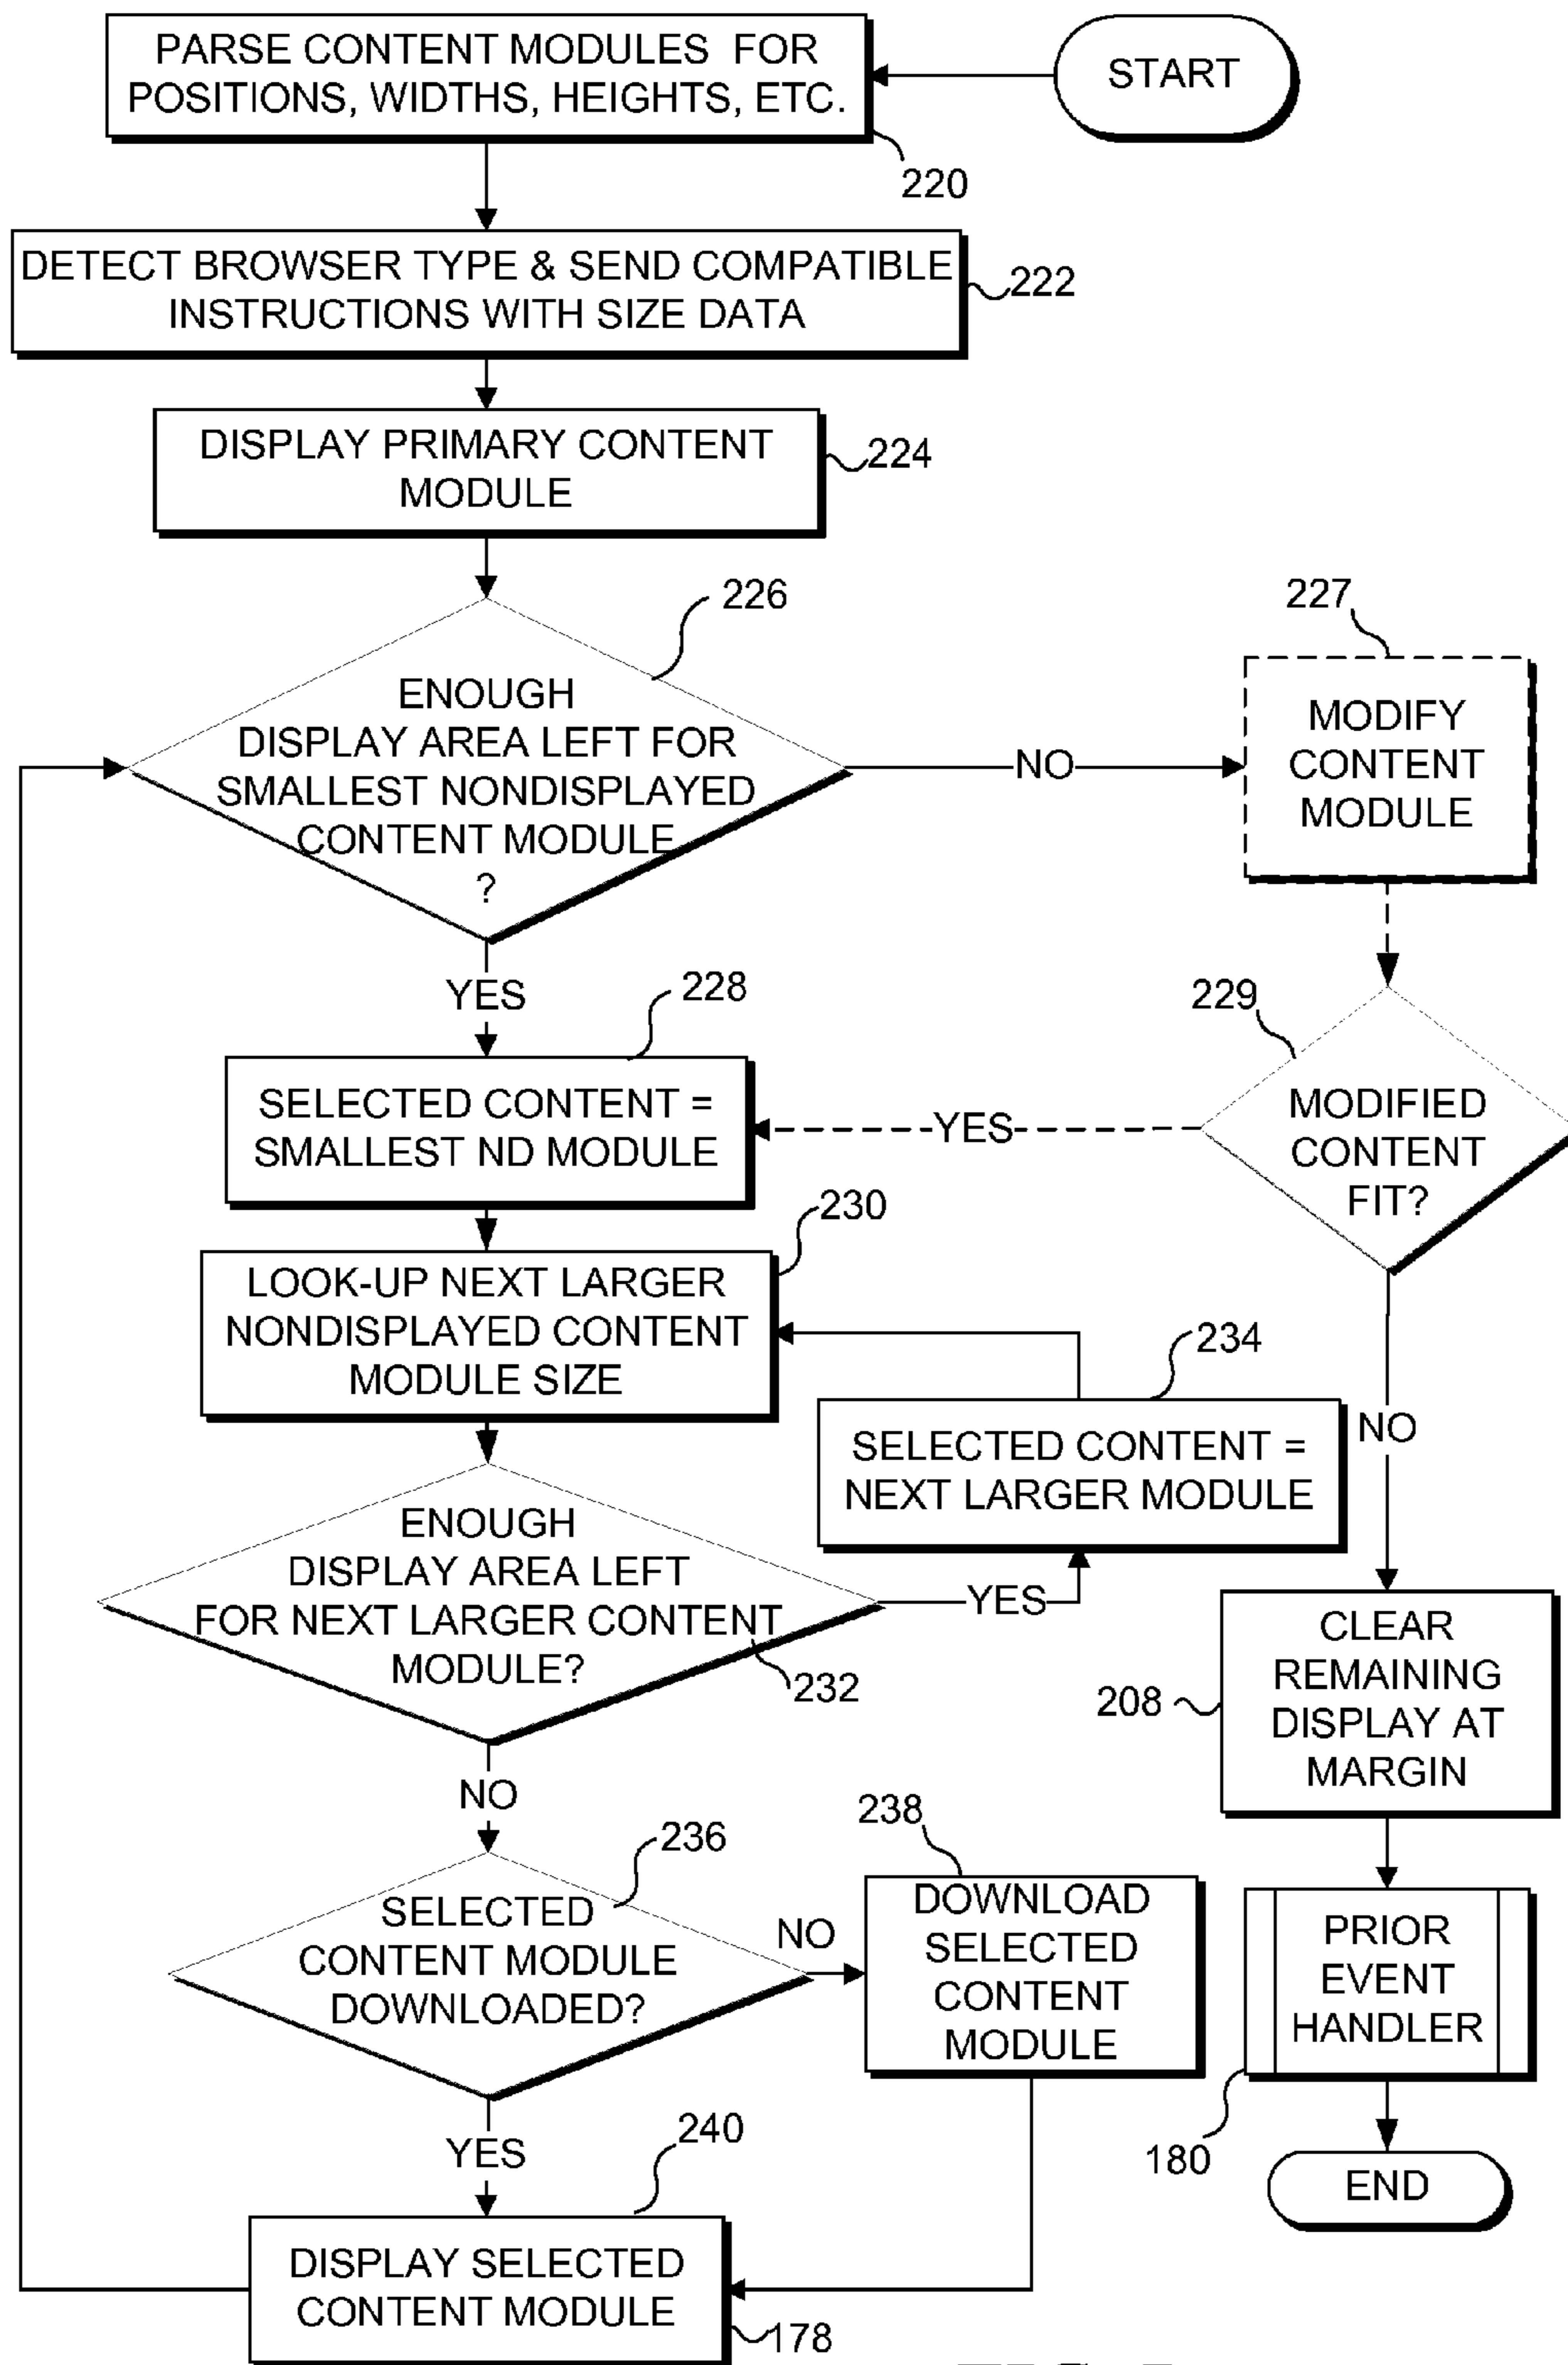 PARSE CONTENT MODULES FOR
POSITIONS, WIDTHS, HEIGHTS, ETC.
START
220
DETECT BROWSER TYPE & SEND COMPATIBLE
INSTRUCTIONS WITH SIZE DATA
222
DISPLAY PRIMARY CONTENT
MODULE
224
226
ENOUGH
DISPLAY AREA LEFT FOR
SMALLEST NONDISPLAYED
CONTENT MODULE
?
NO
227
MODIFY
CONTENT
MODULE
YES
228
SELECTED CONTENT =
SMALLEST ND MODULE
YES
229
MODIFIED
CONTENT
FIT?
230
LOOK-UP NEXT LARGER
NONDISPLAYED CONTENT
MODULE SIZE
234
SELECTED CONTENT =
NEXT LARGER MODULE
NO
ENOUGH
DISPLAY AREA LEFT
FOR NEXT LARGER CONTENT
MODULE?
YES
232
208
CLEAR
REMAINING
DISPLAY AT
MARGIN
NO
236
SELECTED
CONTENT MODULE
DOWNLOADED?
NO
238
DOWNLOAD
SELECTED
CONTENT
MODULE
PRIOR
EVENT
HANDLER
180
END
YES
240
DISPLAY SELECTED
CONTENT MODULE
178